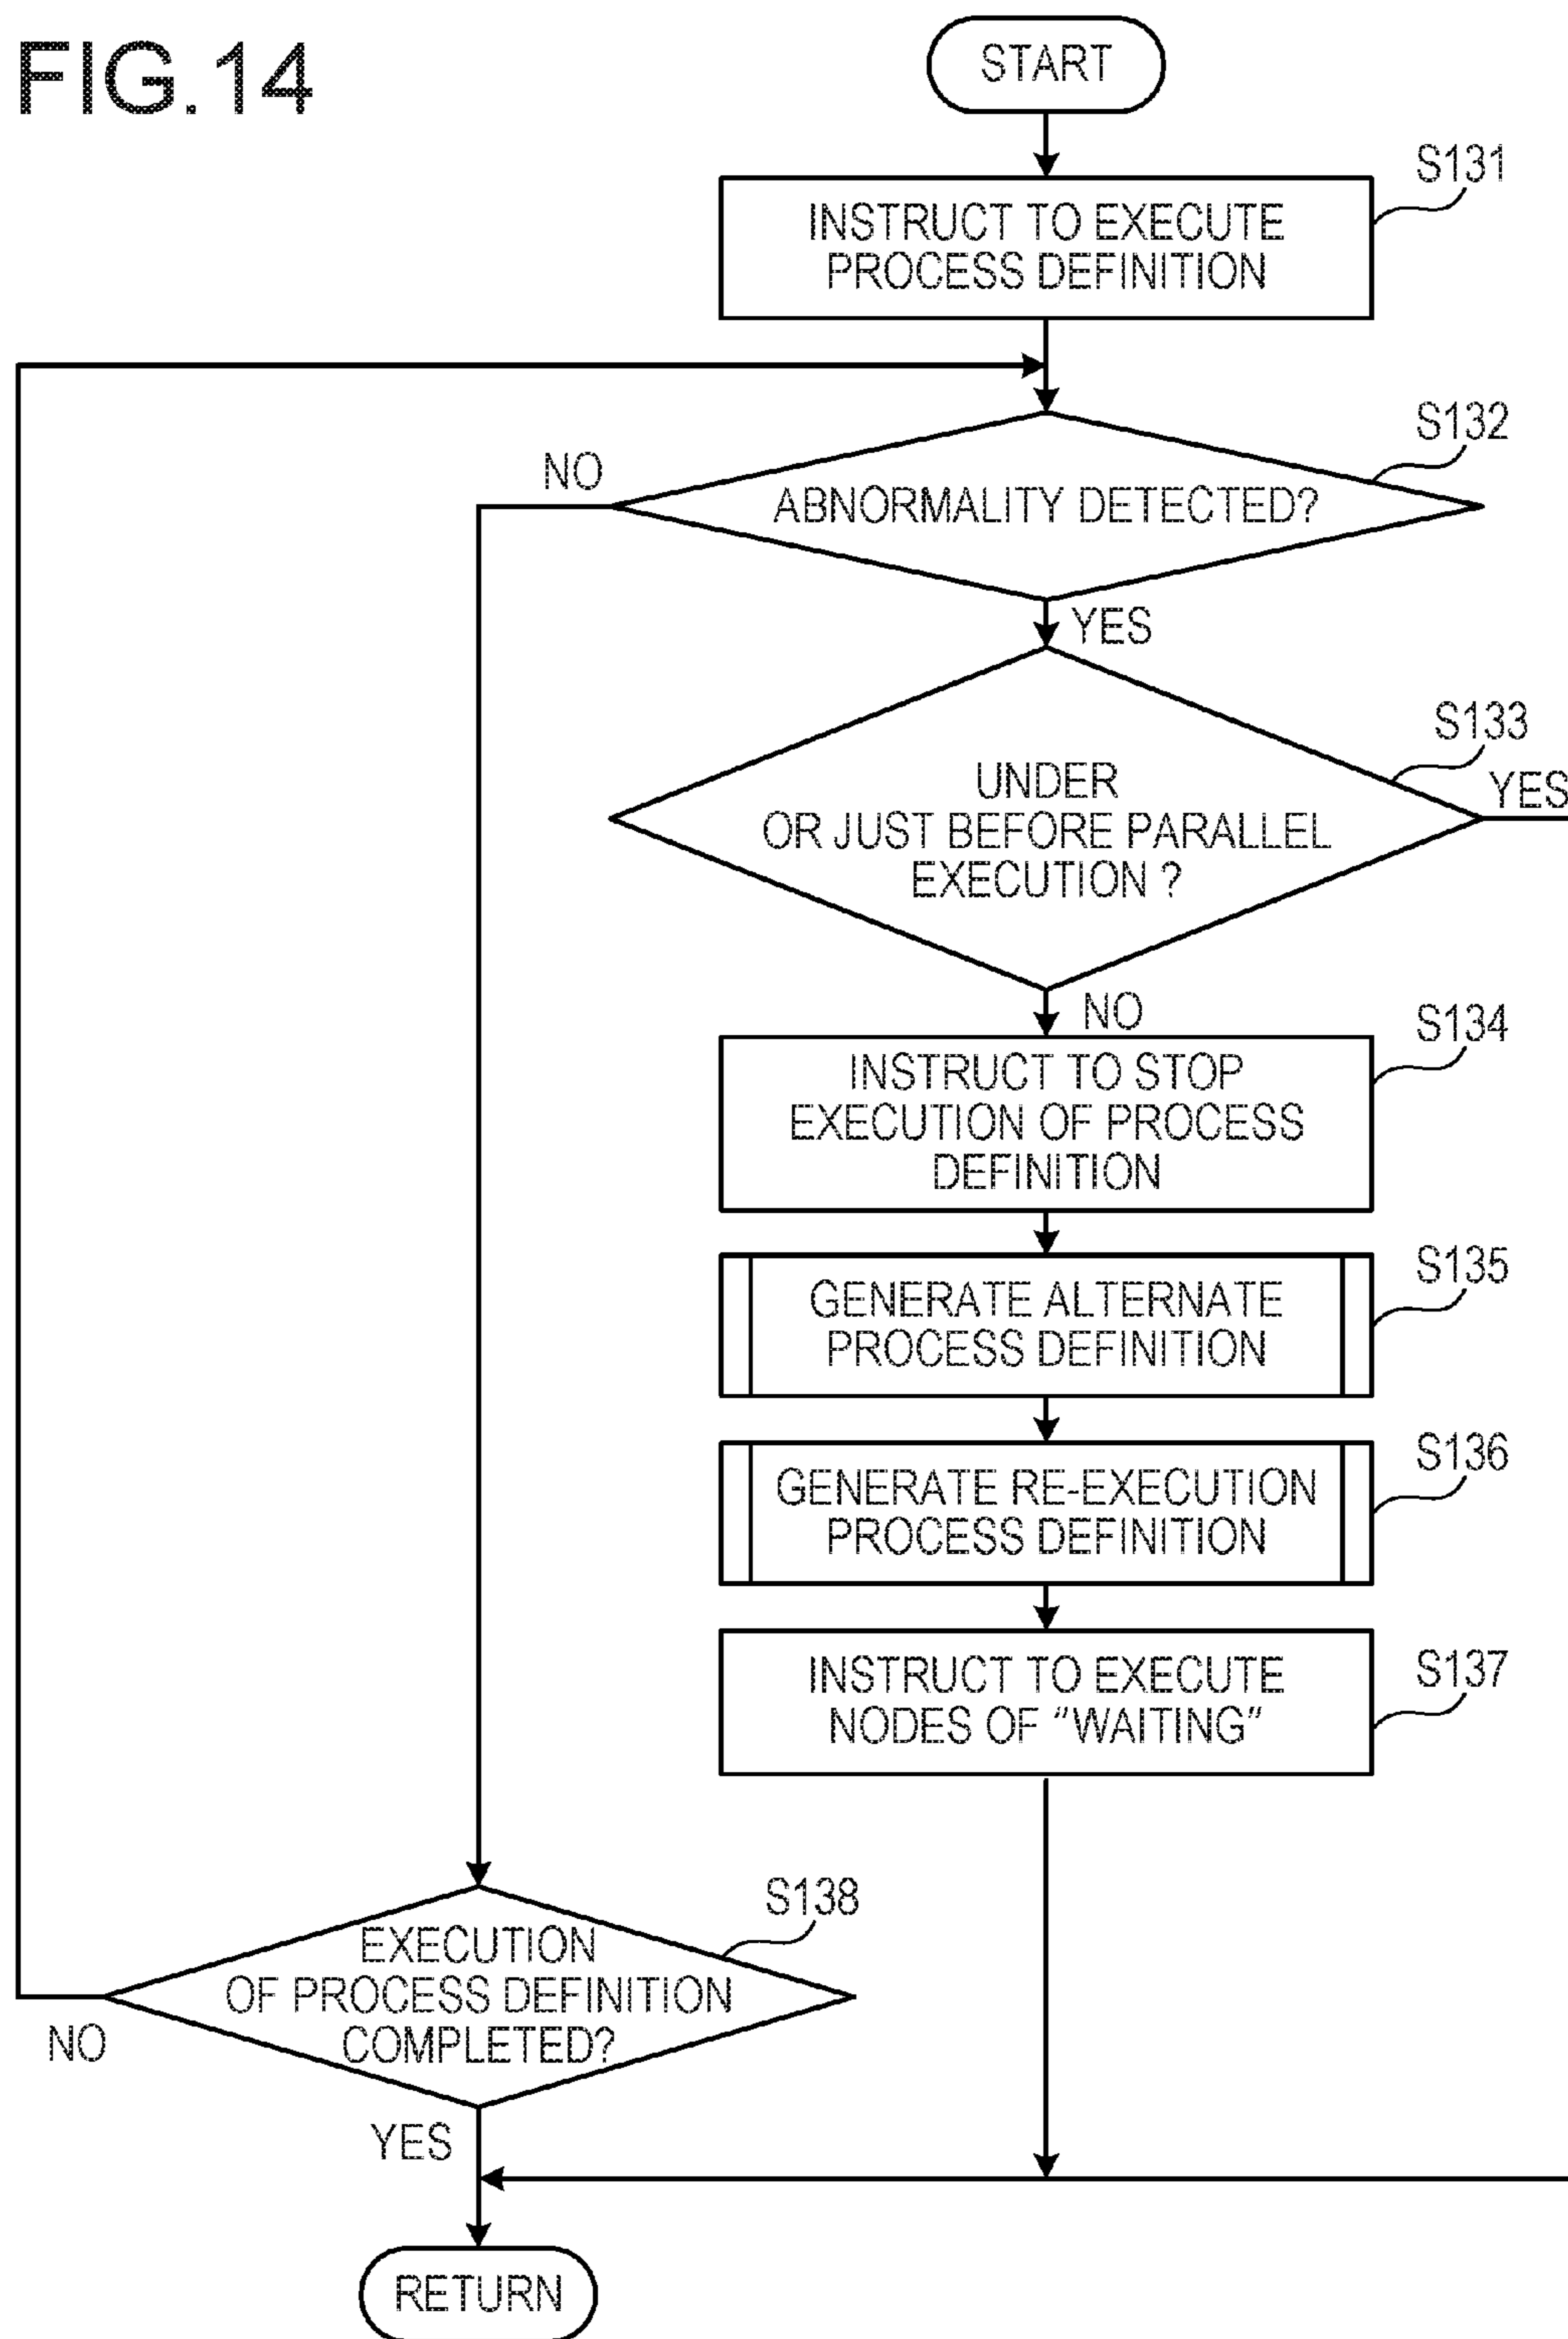 FIG.14
START
S131
INSTRUCT TO EXECUTE
PROCESS DEFINITION
S132
NO
ABNORMALITY DETECTED?
YES
S133
YES
UNDER
OR JUST BEFORE PARALLEL
EXECUTION ?
NO
S134
INSTRUCT TO STOP
EXECUTION OF PROCESS
DEFINITION
S135
GENERATE ALTERNATE
PROCESS DEFINITION
S136
GENERATE RE-EXECUTION
PROCESS DEFINITION
S137
INSTRUCT TO EXECUTE
NODES OF “WAITING”
S138
EXECUTION
OF PROCESS DEFINITION
COMPLETED?
NO
YES
RETURN